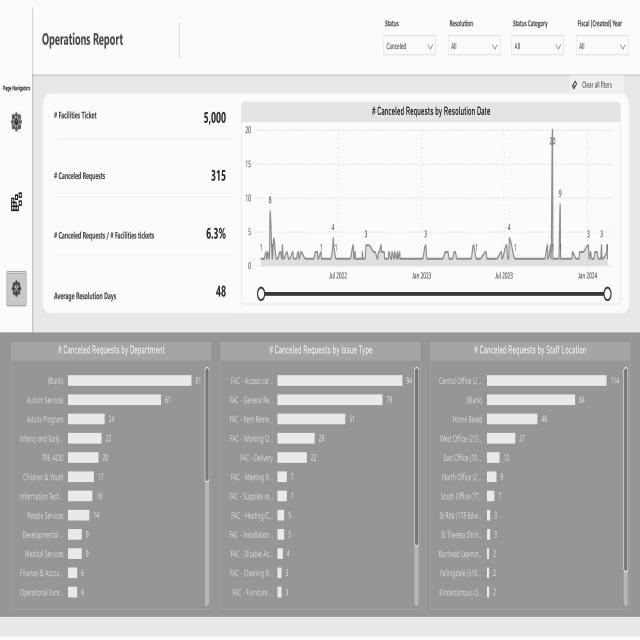 Operations Report
Status
Resolution
Status Category
Fiscal (Created) Year
Canceled
All
All
All
Clear all filters
Page Navigators
# Facilities Ticket
5,000
# Canceled Requests
315
# Canceled Requests / # Facilities tickets
6.3%
Average Resolution Days
48
# Canceled Requests by Resolution Date
20
15
10
5
0
1
8
1
4
1
3
3
1
4
1
20
9
3
3
Jul 2022
Jan 2023
Jul 2023
Jan 2024
# Canceled Requests by Department
(Blank) 81
Autism Services 61
Adults Program 24
Infancy and Early... 22
TRE-ADD 20
Children & Youth 17
Information Tech... 16
People Services 14
Developmental ... 9
Medical Services 9
Finance & Accou... 6
Operational Exce... 6
# Canceled Requests by Issue Type
FAC - Access car... 94
FAC - General Re... 79
FAC - Item Retrie... 51
FAC - Working O... 28
FAC - Delivery 22
FAC - Meeting R... 7
FAC - Supplies re... 7
FAC - Heating/C... 5
FAC - Installation... 5
FAC - Disable Ac... 4
FAC - Cleaning R... 3
FAC - Furniture ... 3
# Canceled Requests by Staff Location
Central Office (2... 114
(Blank) 84
Home Based 48
West Office (215... 27
East Office (10 ... 12
North Office (2... 9
South Office (17... 7
St Rita (178 Edw... 3
St Theresa Shrin... 3
Banhead Learnin... 2
Fallingdale (510 ... 2
Kindercampus (5... 2